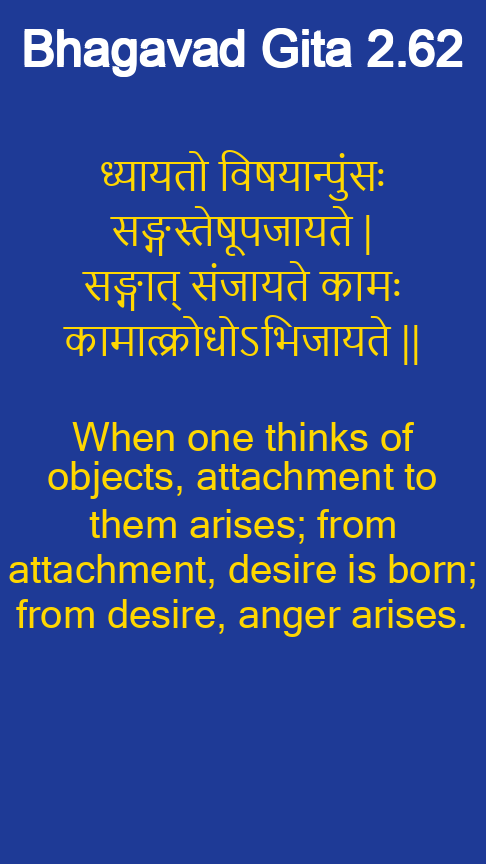 Bhagavad Gita 2.62
ध्यायतो विषयान्पुंसः
सङ्गस्तेषूपजायते |
सङ्गात् संजायते कामः
कामात्क्रोधोऽभिजायते ||
When one thinks of
objects, attachment to
them arises; from
attachment, desire is born;
from desire, anger arises.